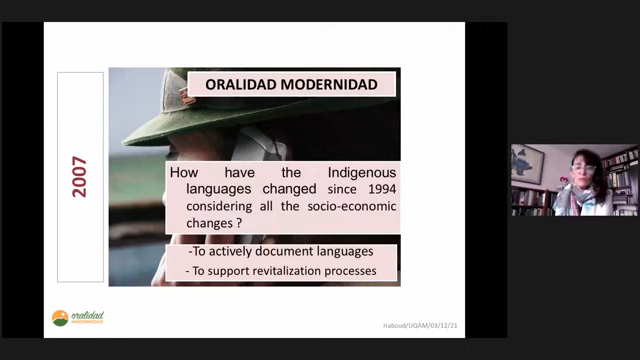 ORALIDAD MODERNIDAD
2007
How have the Indigenous
languages changed since 1994
considering all the socio-economic
changes ?
-To actively document languages
- To support revitalization processes
oralidad
MODERNIDAD
Haboud/UQAM/03/12/21